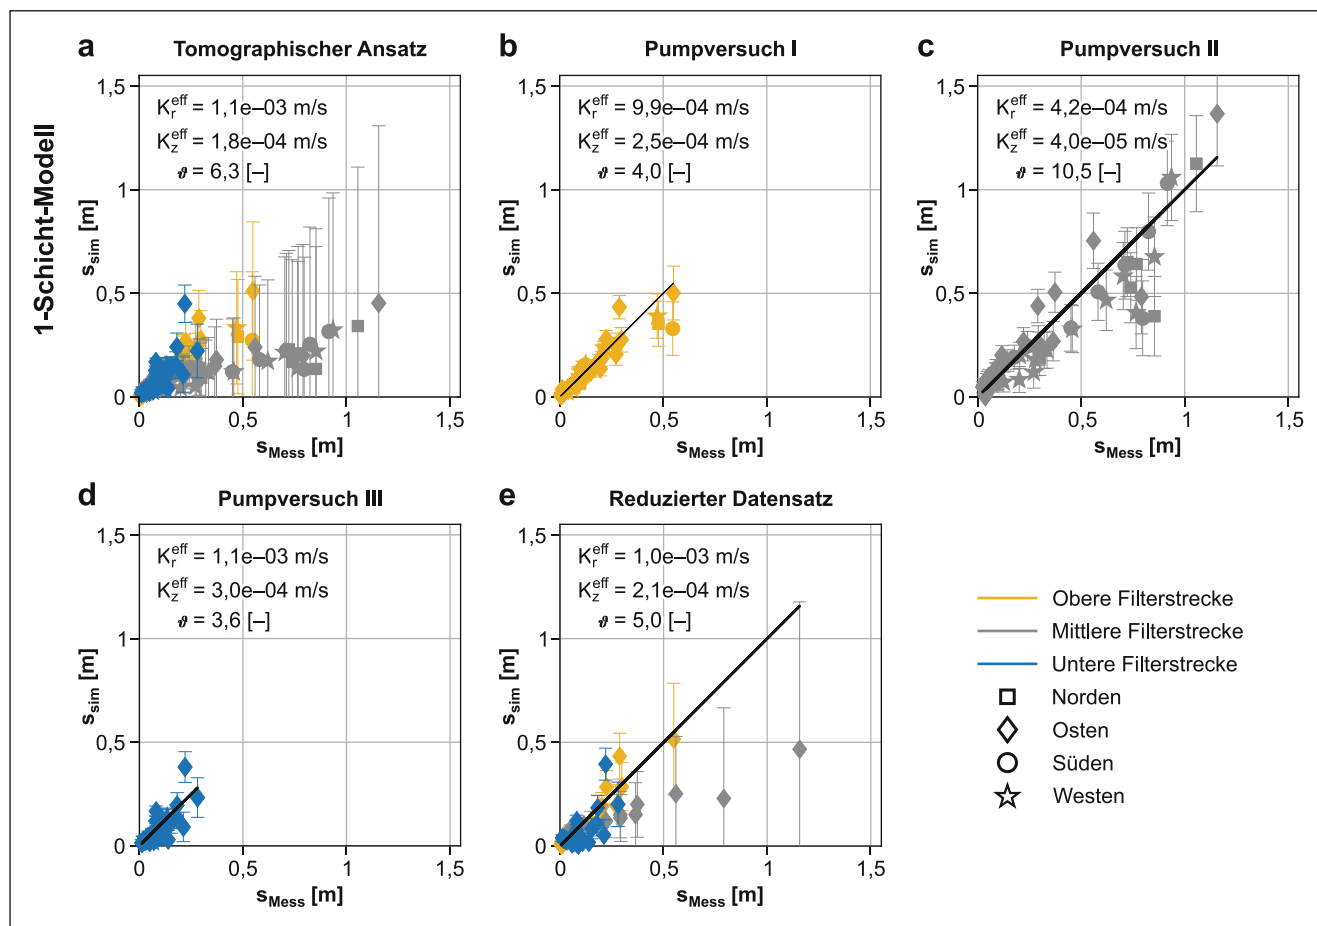 1-Schicht-Modell
a Tomographischer Ansatz
1,5
1
0,5
0
s_sim [m]
K_r^eff = 1,1e–03 m/s
K_z^eff = 1,8e–04 m/s
ϑ = 6,3 [–]
0 0,5 1 1,5
s_Mess [m]
b Pumpversuch I
1,5
1
0,5
0
s_sim [m]
K_r^eff = 9,9e–04 m/s
K_z^eff = 2,5e–04 m/s
ϑ = 4,0 [–]
0 0,5 1 1,5
s_Mess [m]
c Pumpversuch II
1,5
1
0,5
0
s_sim [m]
K_r^eff = 4,2e–04 m/s
K_z^eff = 4,0e–05 m/s
ϑ = 10,5 [–]
0 0,5 1 1,5
s_Mess [m]
d Pumpversuch III
1,5
1
0,5
0
s_sim [m]
K_r^eff = 1,1e–03 m/s
K_z^eff = 3,0e–04 m/s
ϑ = 3,6 [–]
0 0,5 1 1,5
s_Mess [m]
e Reduzierter Datensatz
1,5
1
0,5
0
s_sim [m]
K_r^eff = 1,0e–03 m/s
K_z^eff = 2,1e–04 m/s
ϑ = 5,0 [–]
0 0,5 1 1,5
s_Mess [m]
Obere Filterstrecke
Mittlere Filterstrecke
Untere Filterstrecke
Norden
Osten
Süden
Westen